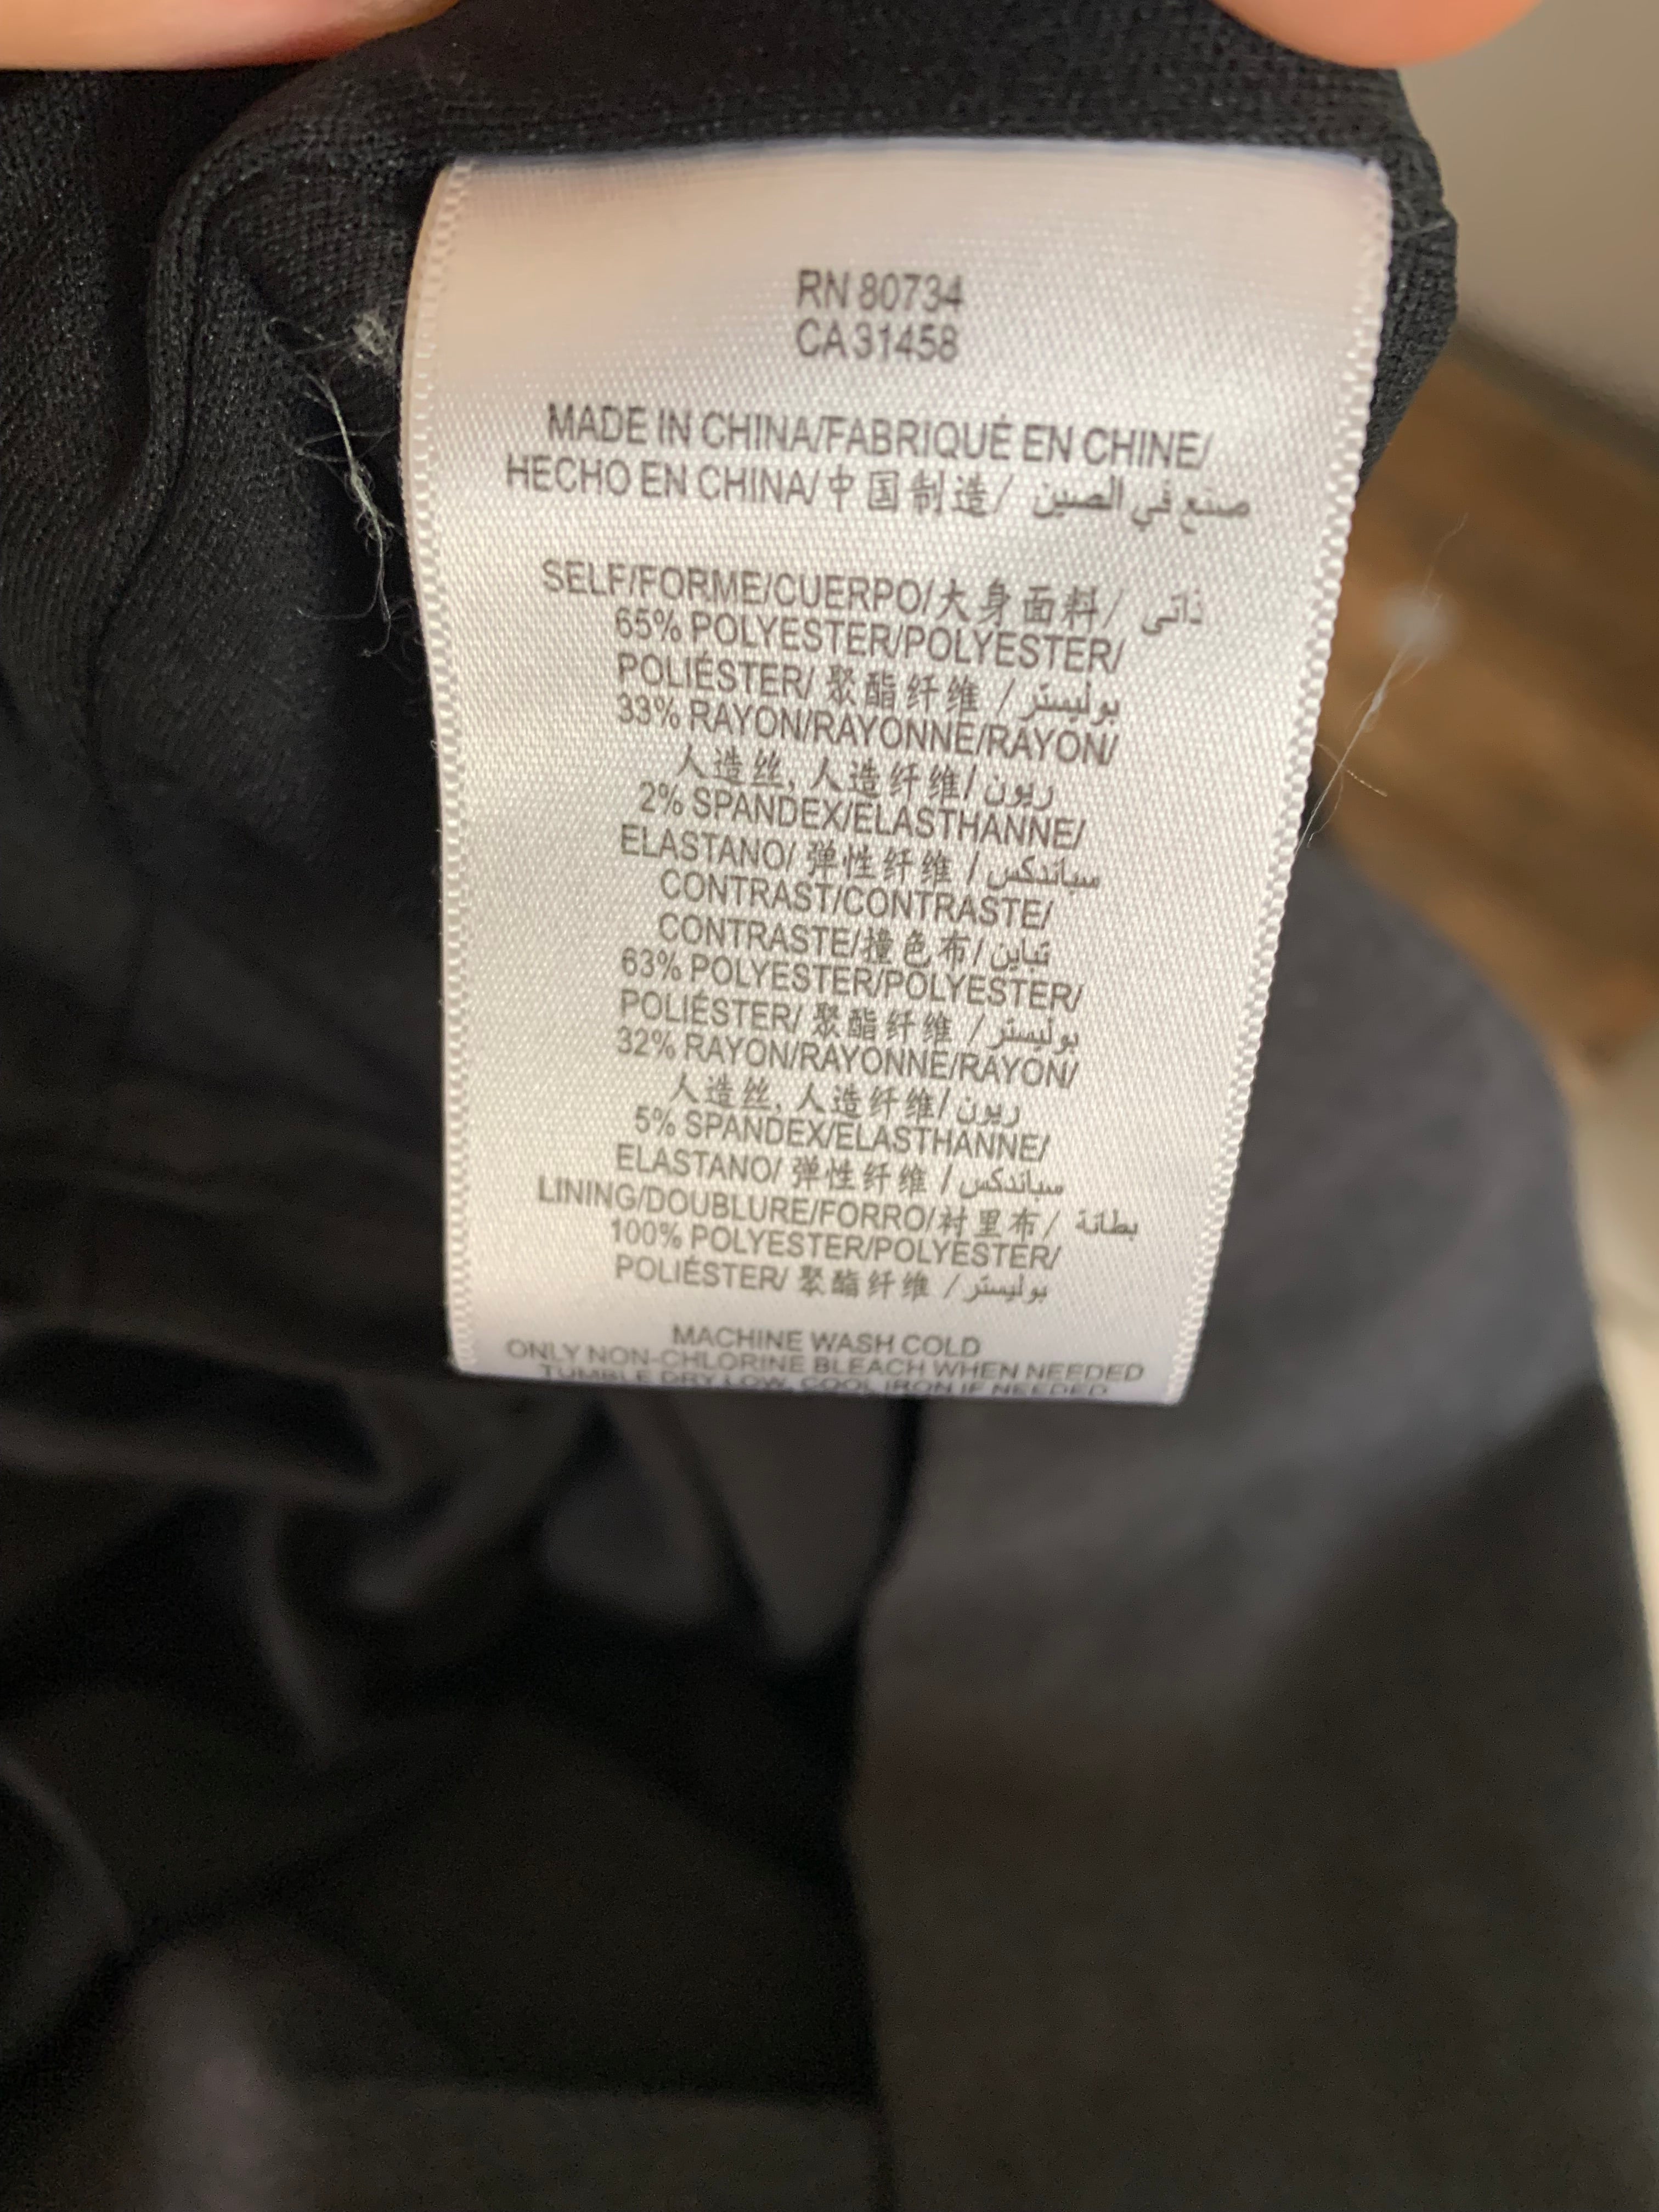 RN 80734
CA 31458
MADE IN CHINA/FABRIQUÉ EN CHINE/
HECHO EN CHINA/中国制造/ صنع في الصين
SELF/FORME/CUERPO/大身面料/ ذاتي
65% POLYESTER/POLYESTER/
POLIÉSTER/ 聚酯纤维 / بوليستر
33% RAYON/RAYONNE/RAYON/
人造丝, 人造纤维/ ريون
2% SPANDEX/ELASTHANNE/
ELASTANO/ 弹性纤维 / سباندكس
CONTRAST/CONTRASTE/
CONTRASTE/撞色布/ تباين
63% POLYESTER/POLYESTER/
POLIÉSTER/ 聚酯纤维 / بوليستر
32% RAYON/RAYONNE/RAYON/
人造丝, 人造纤维/ ريون
5% SPANDEX/ELASTHANNE/
ELASTANO/ 弹性纤维 / سباندكس
LINING/DOUBLURE/FORRO/衬里布/ بطانة
100% POLYESTER/POLYESTER/
POLIÉSTER/ 聚酯纤维 / بوليستر
MACHINE WASH COLD
ONLY NON-CHLORINE BLEACH WHEN NEEDED
TUMBLE DRY LOW, COOL IRON IF NEEDED